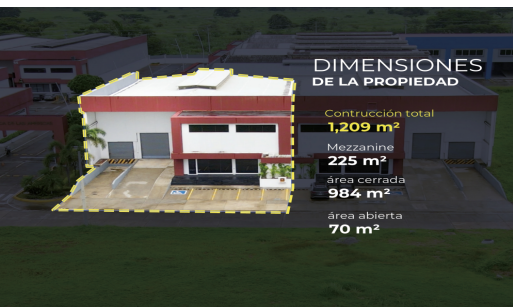 DIMENSIONES
DE LA PROPIEDAD
Contrucción total
1,209 m²
Mezzanine
225 m²
área cerrada
984 m²
área abierta
70 m²